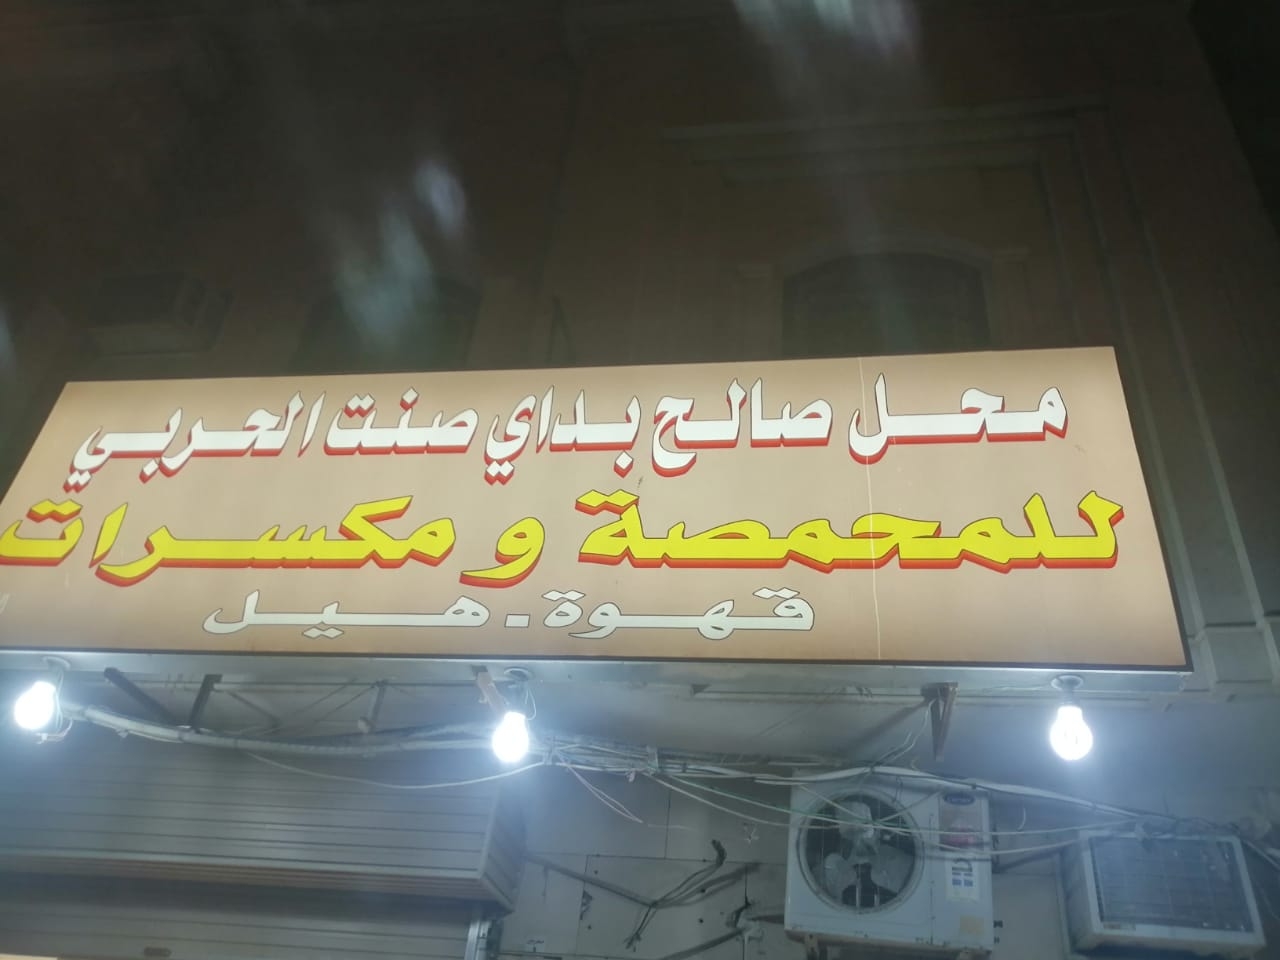 محل صالح بداي صنت الحربي
للمحمصة و مكسرات
قهوة - هيل